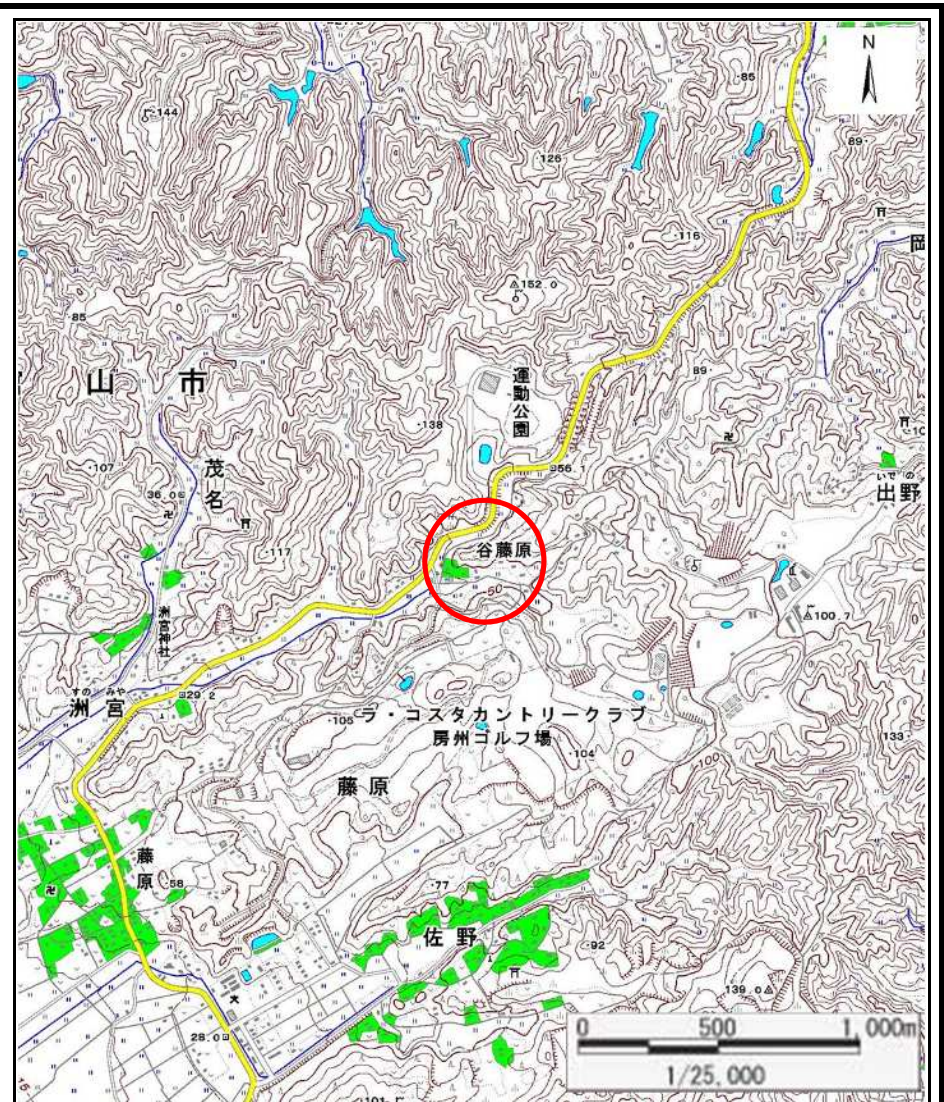 N
85
144
126
89
116
152.0
岡
85
山 市
運動公園
138
89
107
茂名
36.0
56.1
いでの
出野
117
谷藤原
50
100.7
洲宮神社
すのみや
洲宮
29.2
105
ラ・コスタカントリークラブ
房州ゴルフ場
104
133
100
藤原
藤原
58
77
佐野
92
139.0
28.0
文
0 500 1,000m
1/25,000